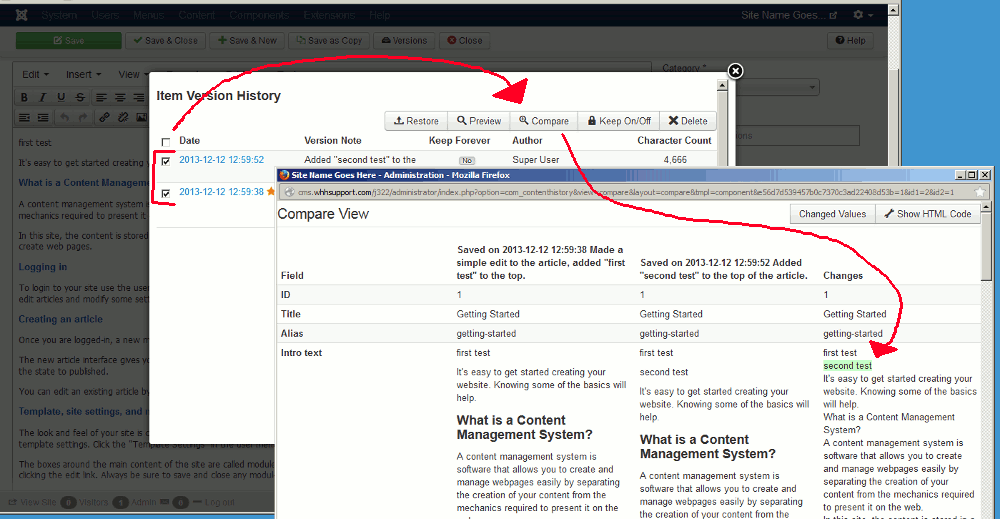 System Users Menus Content Components Extensions Help Site Name Goes...
Save Save & Close Save & New Save as Copy Versions Close Help
Edit Insert View
Category *
Item Version History
Restore Preview Compare Keep On/Off Delete
Date Version Note Keep Forever Author Character Count
2013-12-12 12:59:52 Added "second test" to the No Super User 4,666
2013-12-12 12:59:38
first test
It's easy to get started creating
What is a Content Manageme
A content management system
mechanics required to present it
In this site, the content is stored
create web pages.
Logging in
To login to your site use the user
edit articles and modify some sett
Creating an article
Once you are logged-in, a new m
The new article interface gives yo
the state to published.
You can edit an existing article by
Template, site settings, and m
The look and feel of your site is c
template settings. Click the "Template Settings" in the user me
The boxes around the main content of the site are called modul
clicking the edit link. Always be sure to save and close any modul
View Site 0 Visitors 4 Admin 0 Log out
Site Name Goes Here - Administration - Mozilla Firefox
cms.whhsupport.com/j322/administrator/index.php?option=com_contenthistory&view=compare&layout=compare&tmpl=component&e56d7d539457b0c7370c3ad22408d53b=1&id1=2&id2=1
Compare View
Changed Values Show HTML Code
Field
Saved on 2013-12-12 12:59:38 Made a
simple edit to the article, added "first
test" to the top.
Saved on 2013-12-12 12:59:52 Added
"second test" to the top of the article.
Changes
ID 1 1 1
Title Getting Started Getting Started Getting Started
Alias getting-started getting-started getting-started
Intro text
first test
It's easy to get started creating your
website. Knowing some of the basics will
help.
What is a Content
Management System?
A content management system is
software that allows you to create and
manage webpages easily by separating
the creation of your content from the
mechanics required to present it on the
first test
second test
It's easy to get started creating your
website. Knowing some of the basics will
help.
What is a Content
Management System?
A content management system is
software that allows you to create and
manage webpages easily by separating
first test
second test
It's easy to get started creating your
website. Knowing some of the basics will
help.
What is a Content Management
System?
A content management system is
software that allows you to create
and manage webpages easily by
separating the creation of your
content from the mechanics required
to present it on the web.
In this site, the content is stored in a